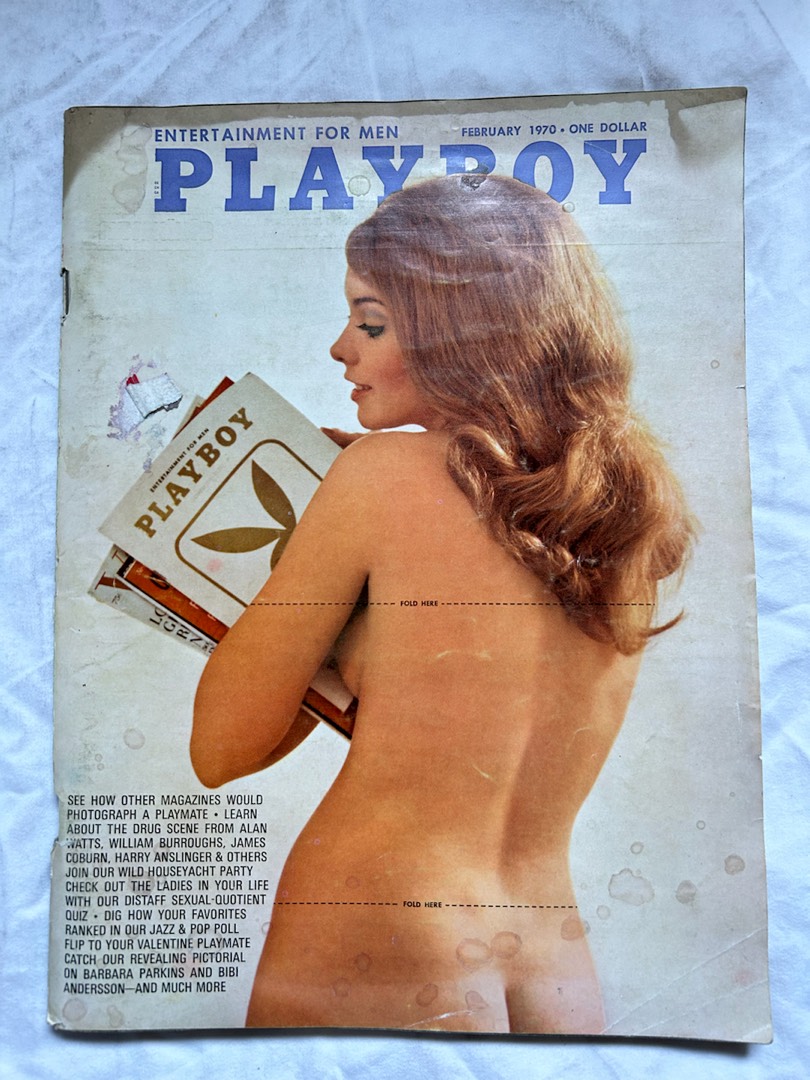 ENTERTAINMENT FOR MEN
FEBRUARY 1970 • ONE DOLLAR
PLAYBOY
ENTERTAINMENT FOR MEN
PLAYBOY
FOLD HERE
SEE HOW OTHER MAGAZINES WOULD
PHOTOGRAPH A PLAYMATE • LEARN
ABOUT THE DRUG SCENE FROM ALAN
WATTS, WILLIAM BURROUGHS, JAMES
COBURN, HARRY ANSLINGER & OTHERS
JOIN OUR WILD HOUSEYACHT PARTY
CHECK OUT THE LADIES IN YOUR LIFE
WITH OUR DISTAFF SEXUAL-QUOTIENT
QUIZ • DIG HOW YOUR FAVORITES
RANKED IN OUR JAZZ & POP POLL
FLIP TO YOUR VALENTINE PLAYMATE
CATCH OUR REVEALING PICTORIAL
ON BARBARA PARKINS AND BIBI
ANDERSSON—AND MUCH MORE
FOLD HERE